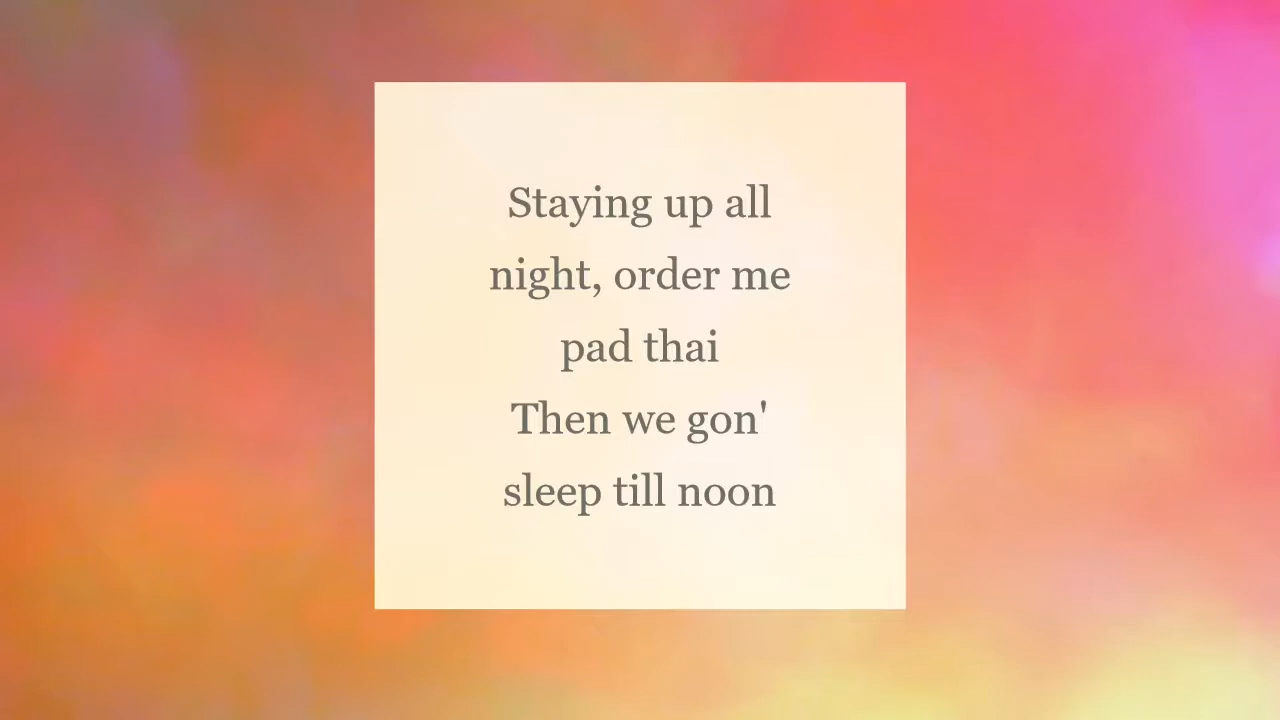 Staying up all
night, order me
pad thai
Then we gon'
sleep till noon